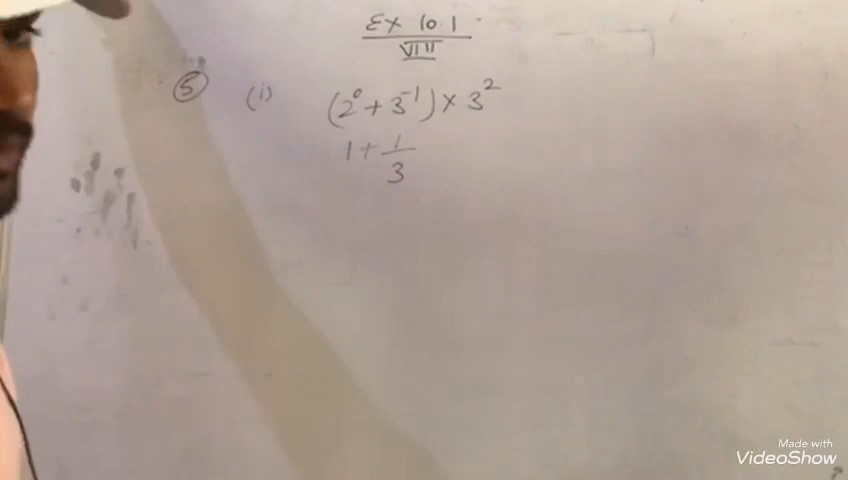 Ex 10.1
VIII
⑤ (i) (2⁰ + 3⁻¹) × 3²
1 + 1/3
Made with
VideoShow